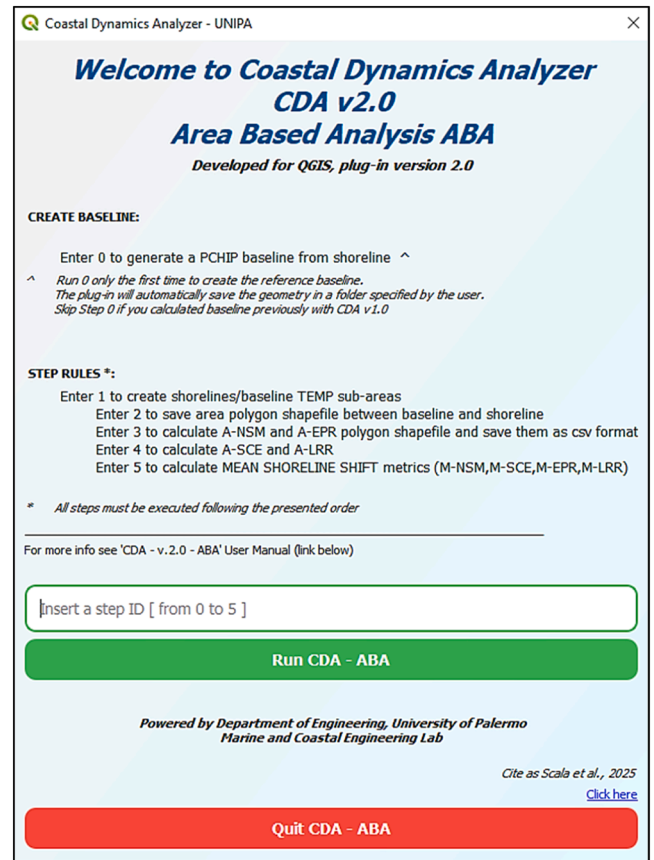 Coastal Dynamics Analyzer - UNIPA
Welcome to Coastal Dynamics Analyzer
CDA v2.0
Area Based Analysis ABA
Developed for QGIS, plug-in version 2.0
CREATE BASELINE:
Enter 0 to generate a PCHIP baseline from shoreline ^
^ Run 0 only the first time to create the reference baseline.
The plug-in will automatically save the geometry in a folder specified by the user.
Skip Step 0 if you calculated baseline previously with CDA v1.0
STEP RULES *:
Enter 1 to create shorelines/baseline TEMP sub-areas
Enter 2 to save area polygon shapefile between baseline and shoreline
Enter 3 to calculate A-NSM and A-EPR polygon shapefile and save them as csv format
Enter 4 to calculate A-SCE and A-LRR
Enter 5 to calculate MEAN SHORELINE SHIFT metrics (M-NSM,M-SCE,M-EPR,M-LRR)
* All steps must be executed following the presented order
For more info see 'CDA - v.2.0 - ABA' User Manual (link below)
Insert a step ID [ from 0 to 5 ]
Run CDA - ABA
Powered by Department of Engineering, University of Palermo
Marine and Coastal Engineering Lab
Cite as Scala et al., 2025
Click here
Quit CDA - ABA